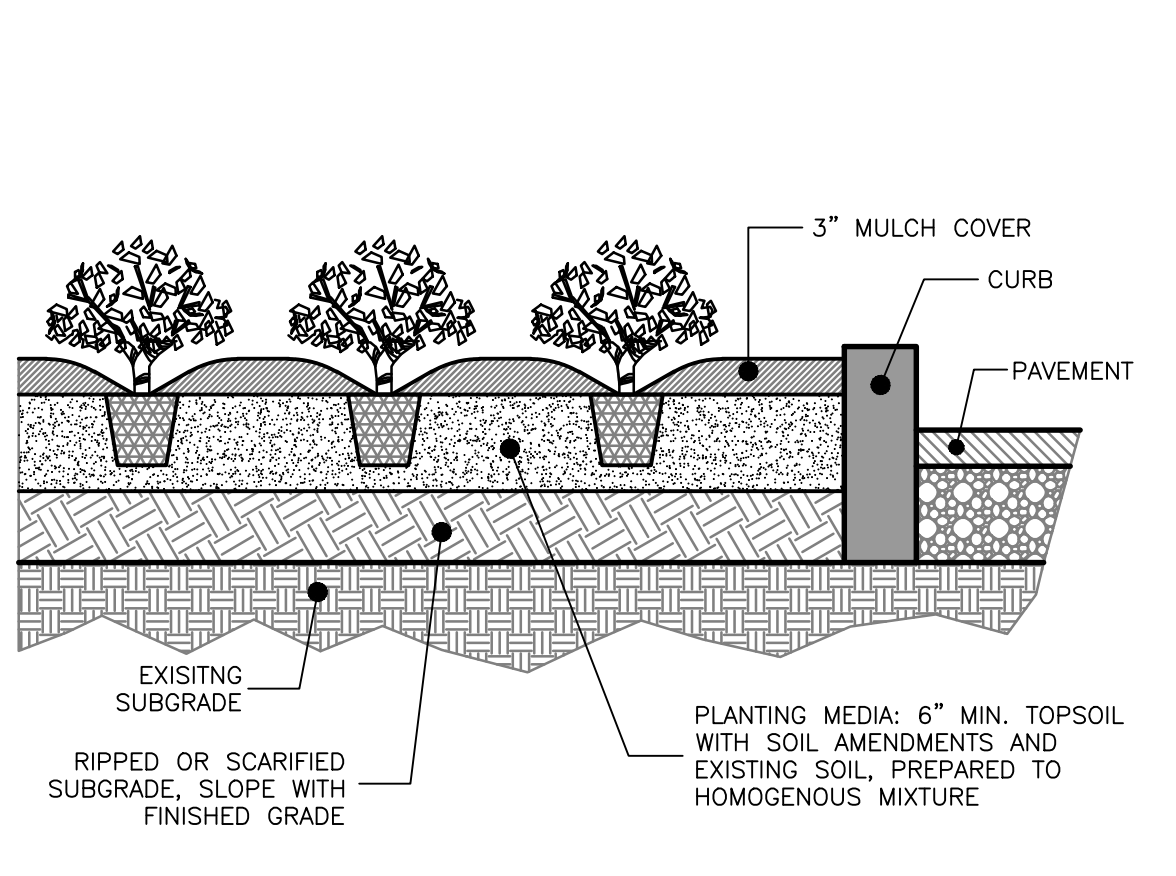 3” MULCH COVER
CURB
PAVEMENT
EXISITNG
SUBGRADE
RIPPED OR SCARIFIED
SUBGRADE, SLOPE WITH
FINISHED GRADE
PLANTING MEDIA: 6” MIN. TOPSOIL
WITH SOIL AMENDMENTS AND
EXISTING SOIL, PREPARED TO
HOMOGENOUS MIXTURE